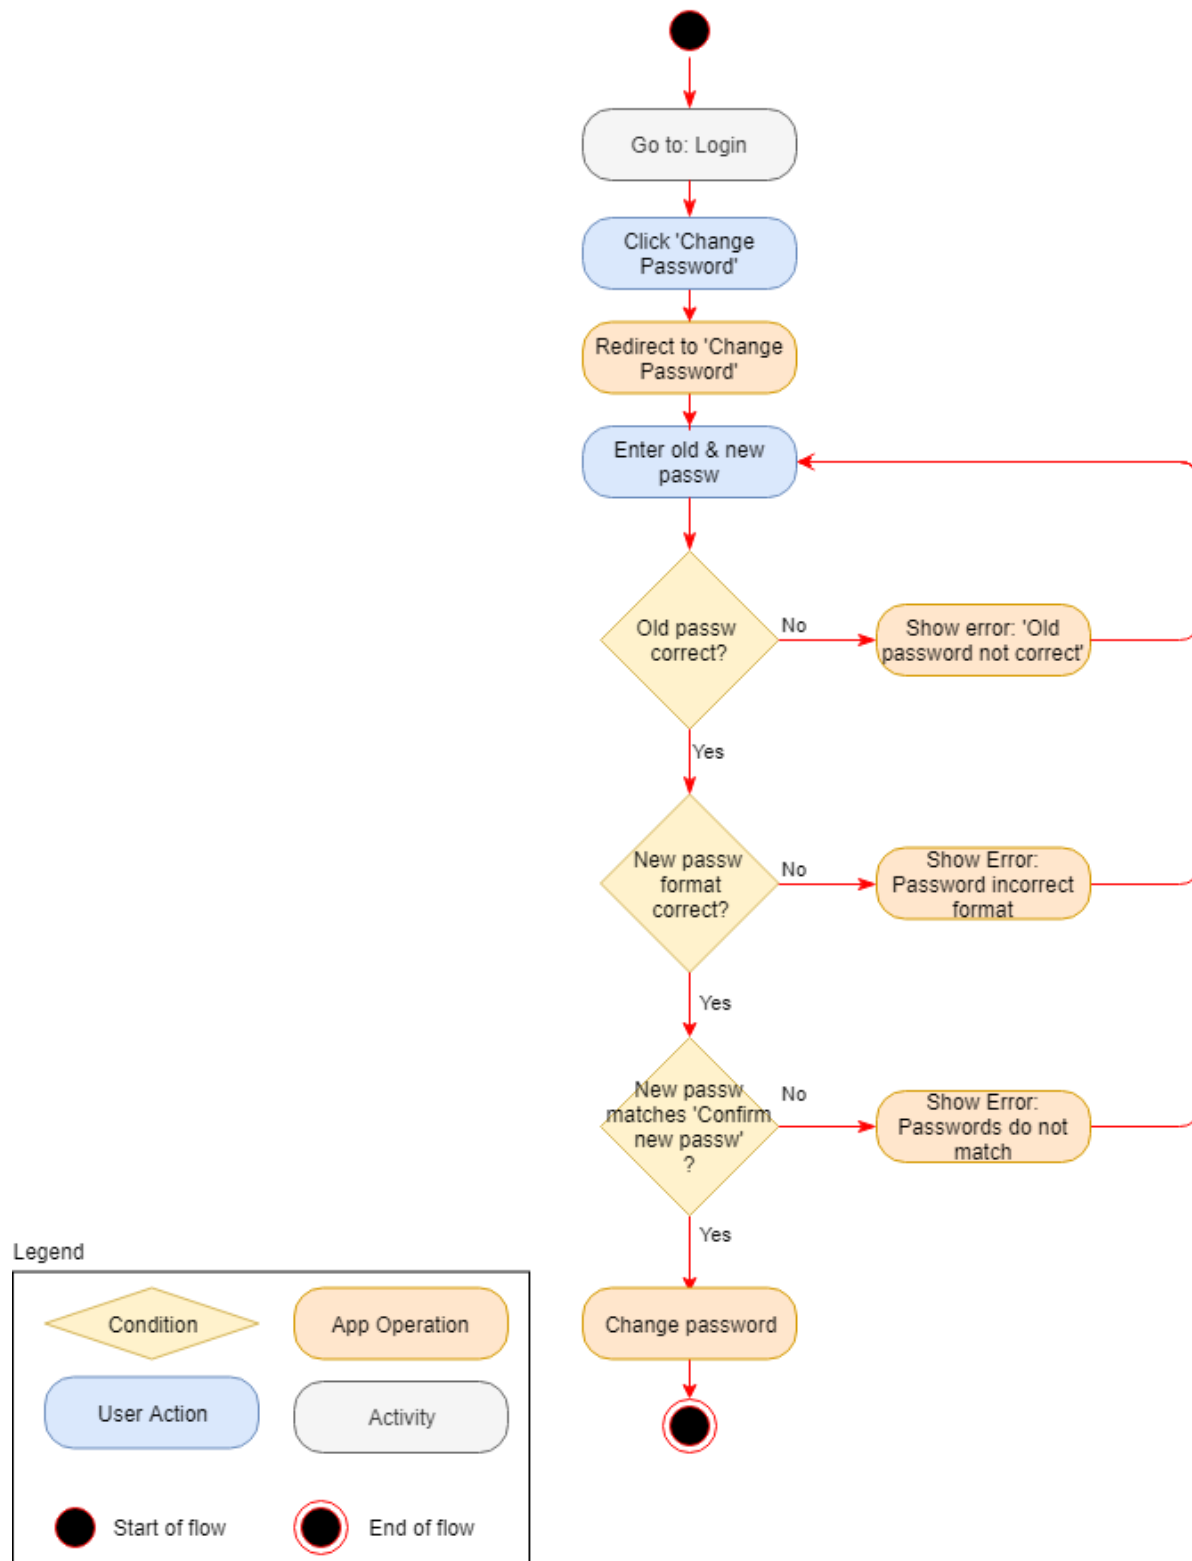 Go to: Login
Click 'Change
Password'
Redirect to 'Change
Password'
Enter old & new
passw
Old passw
correct?
No
Show error: 'Old
password not correct'
Yes
New passw
format
correct?
No
Show Error:
Password incorrect
format
Yes
New passw
matches 'Confirm
new passw'
?
No
Show Error:
Passwords do not
match
Yes
Change password
Legend
Condition
App Operation
User Action
Activity
Start of flow
End of flow